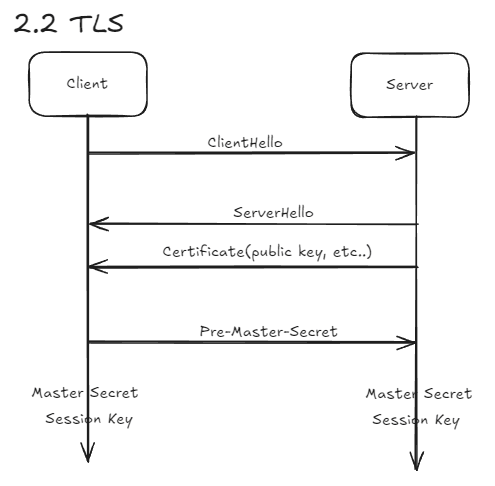 2.2 TLS
Client
Server
ClientHello
ServerHello
Certificate(public key, etc..)
Pre-Master-Secret
Master Secret
Session Key
Master Secret
Session Key